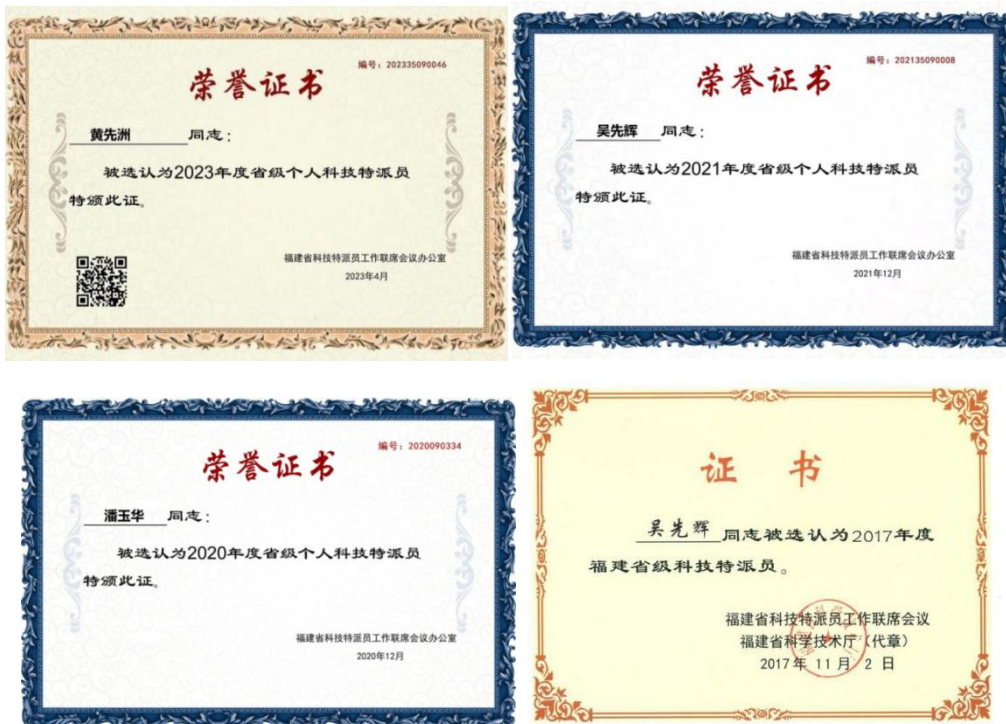 编号：202335090046
荣誉证书
黄先洲 同志：
被选认为2023年度省级个人科技特派员
特颁此证。
福建省科技特派员工作联席会议办公室
2023年4月
编号：202135090008
荣誉证书
吴先辉 同志：
被选认为2021年度省级个人科技特派员
特颁此证。
福建省科技特派员工作联席会议办公室
2021年12月
编号：2020090334
荣誉证书
潘玉华 同志：
被选认为2020年度省级个人科技特派员
特颁此证。
福建省科技特派员工作联席会议办公室
2020年12月
证 书
吴先辉 同志被选认为2017年度
福建省级科技特派员。
福建省科技特派员工作联席会议
福建省科学技术厅（代章）
2017年 11月 2 日